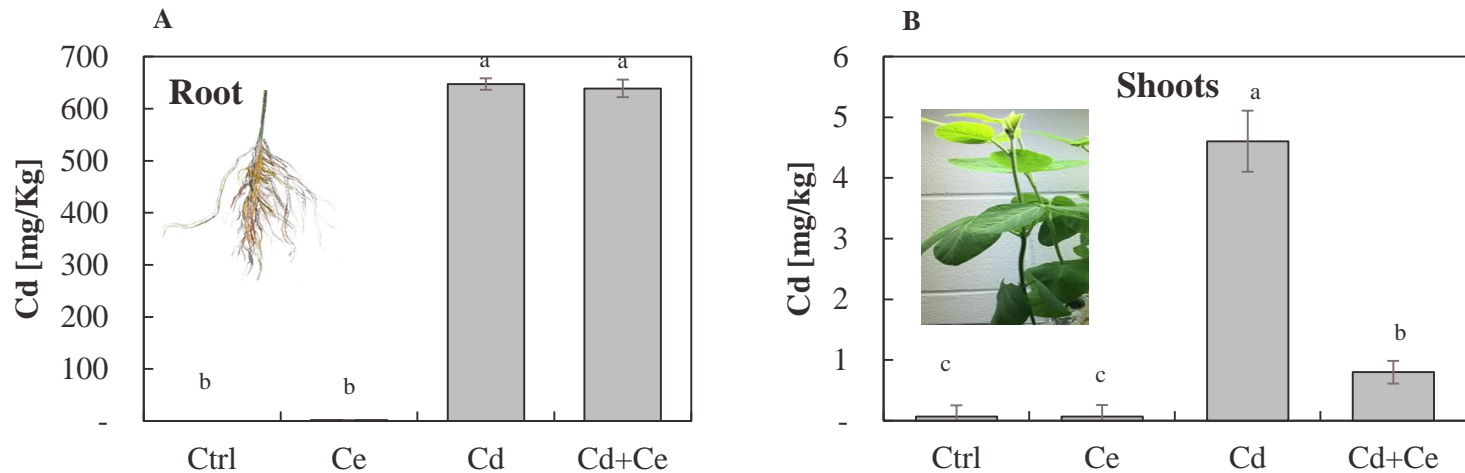 A
Root
Cd [mg/Kg]
700
600
500
400
300
200
100
-
a
a
b
b
Ctrl
Ce
Cd
Cd+Ce
B
Shoots
Cd [mg/kg]
6
5
4
3
2
1
-
a
b
c
c
Ctrl
Ce
Cd
Cd+Ce